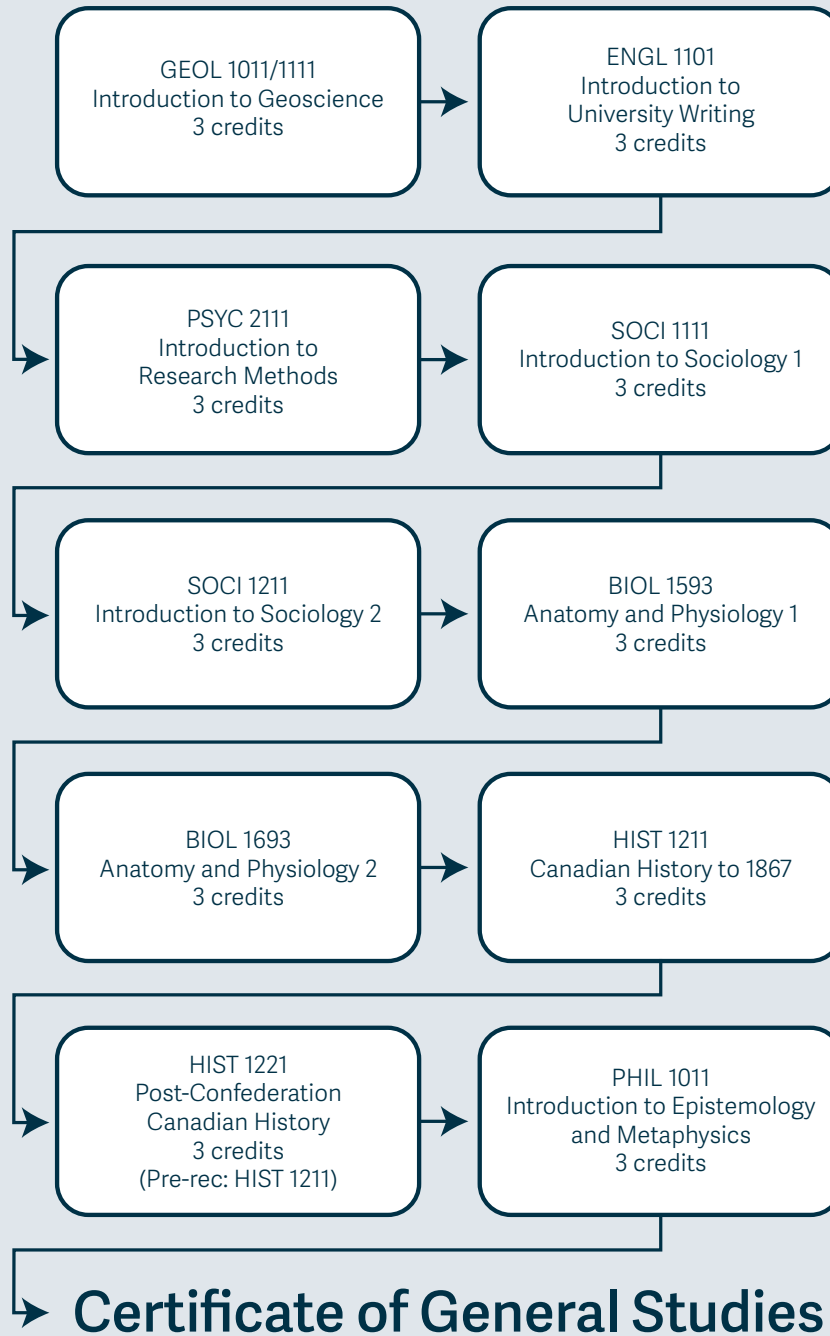 GEOL 1011/1111
Introduction to Geoscience
3 credits
ENGL 1101
Introduction to
University Writing
3 credits
PSYC 2111
Introduction to
Research Methods
3 credits
SOCI 1111
Introduction to Sociology 1
3 credits
SOCI 1211
Introduction to Sociology 2
3 credits
BIOL 1593
Anatomy and Physiology 1
3 credits
BIOL 1693
Anatomy and Physiology 2
3 credits
HIST 1211
Canadian History to 1867
3 credits
HIST 1221
Post-Confederation
Canadian History
3 credits
(Pre-rec: HIST 1211)
PHIL 1011
Introduction to Epistemology
and Metaphysics
3 credits
Certificate of General Studies